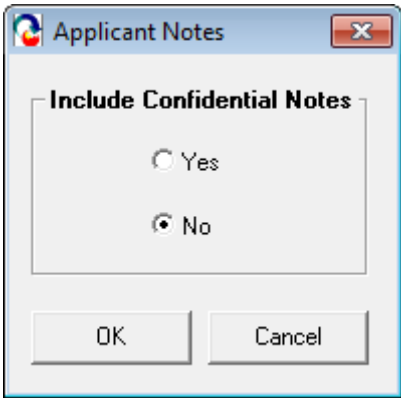 Applicant Notes
Include Confidential Notes
Yes
No
OK
Cancel